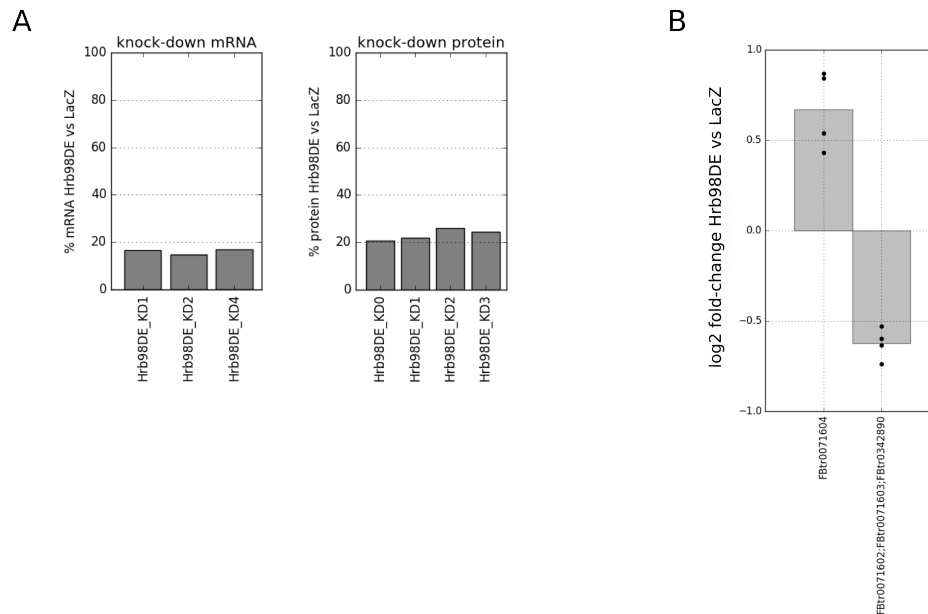 A
knock-down mRNA
% mRNA Hrb98DE vs LacZ
100
80
60
40
20
0
Hrb98DE_KD1
Hrb98DE_KD2
Hrb98DE_KD4
knock-down protein
% protein Hrb98DE vs LacZ
100
80
60
40
20
0
Hrb98DE_KD0
Hrb98DE_KD1
Hrb98DE_KD2
Hrb98DE_KD3
B
log2 fold-change Hrb98DE vs LacZ
1.0
0.5
0.0
−0.5
−1.0
FBtr0071604
FBtr0071602;FBtr0071603;FBtr0342890